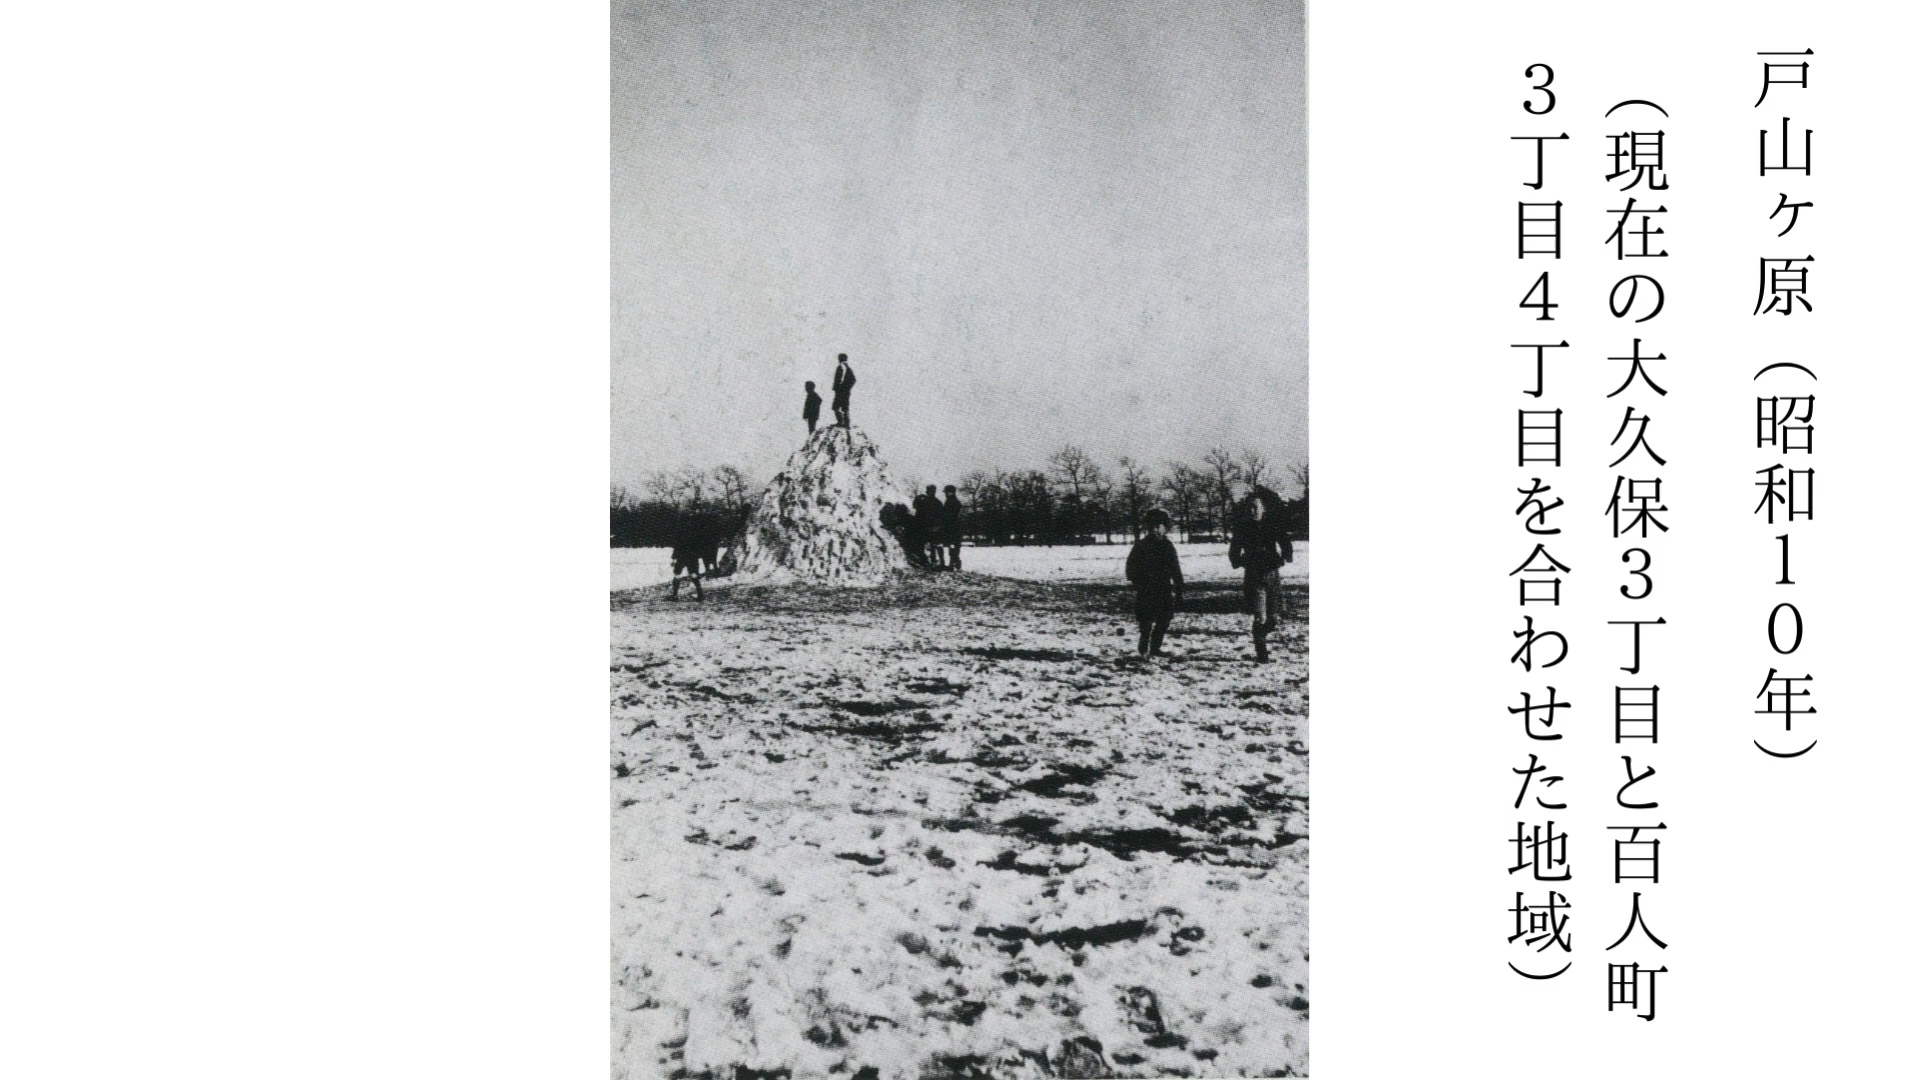 戸山ヶ原（昭和１０年）
（現在の大久保３丁目と百人町
３丁目４丁目を合わせた地域）